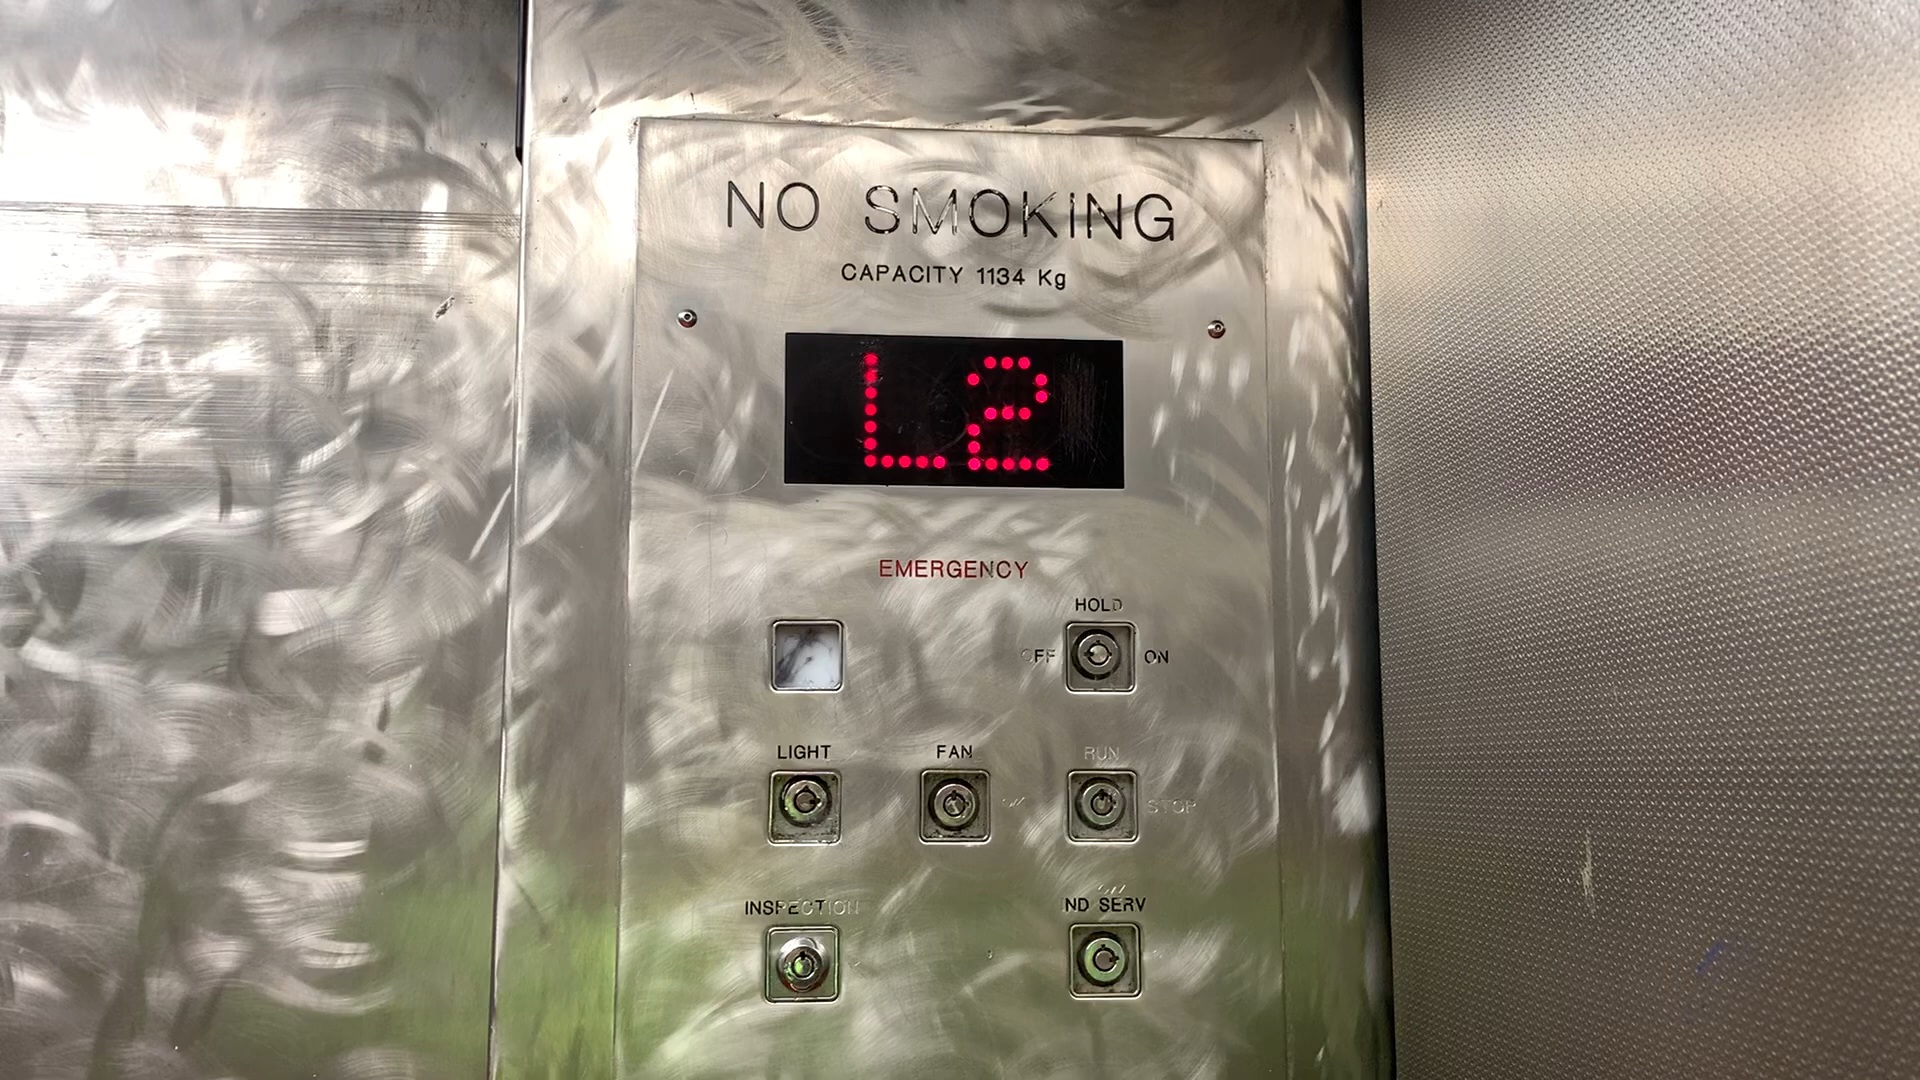 NO SMOKING
CAPACITY 1134 Kg
L2
EMERGENCY
HOLD
OFF ON
LIGHT FAN RUN
STOP
INSPECTION ND SERV